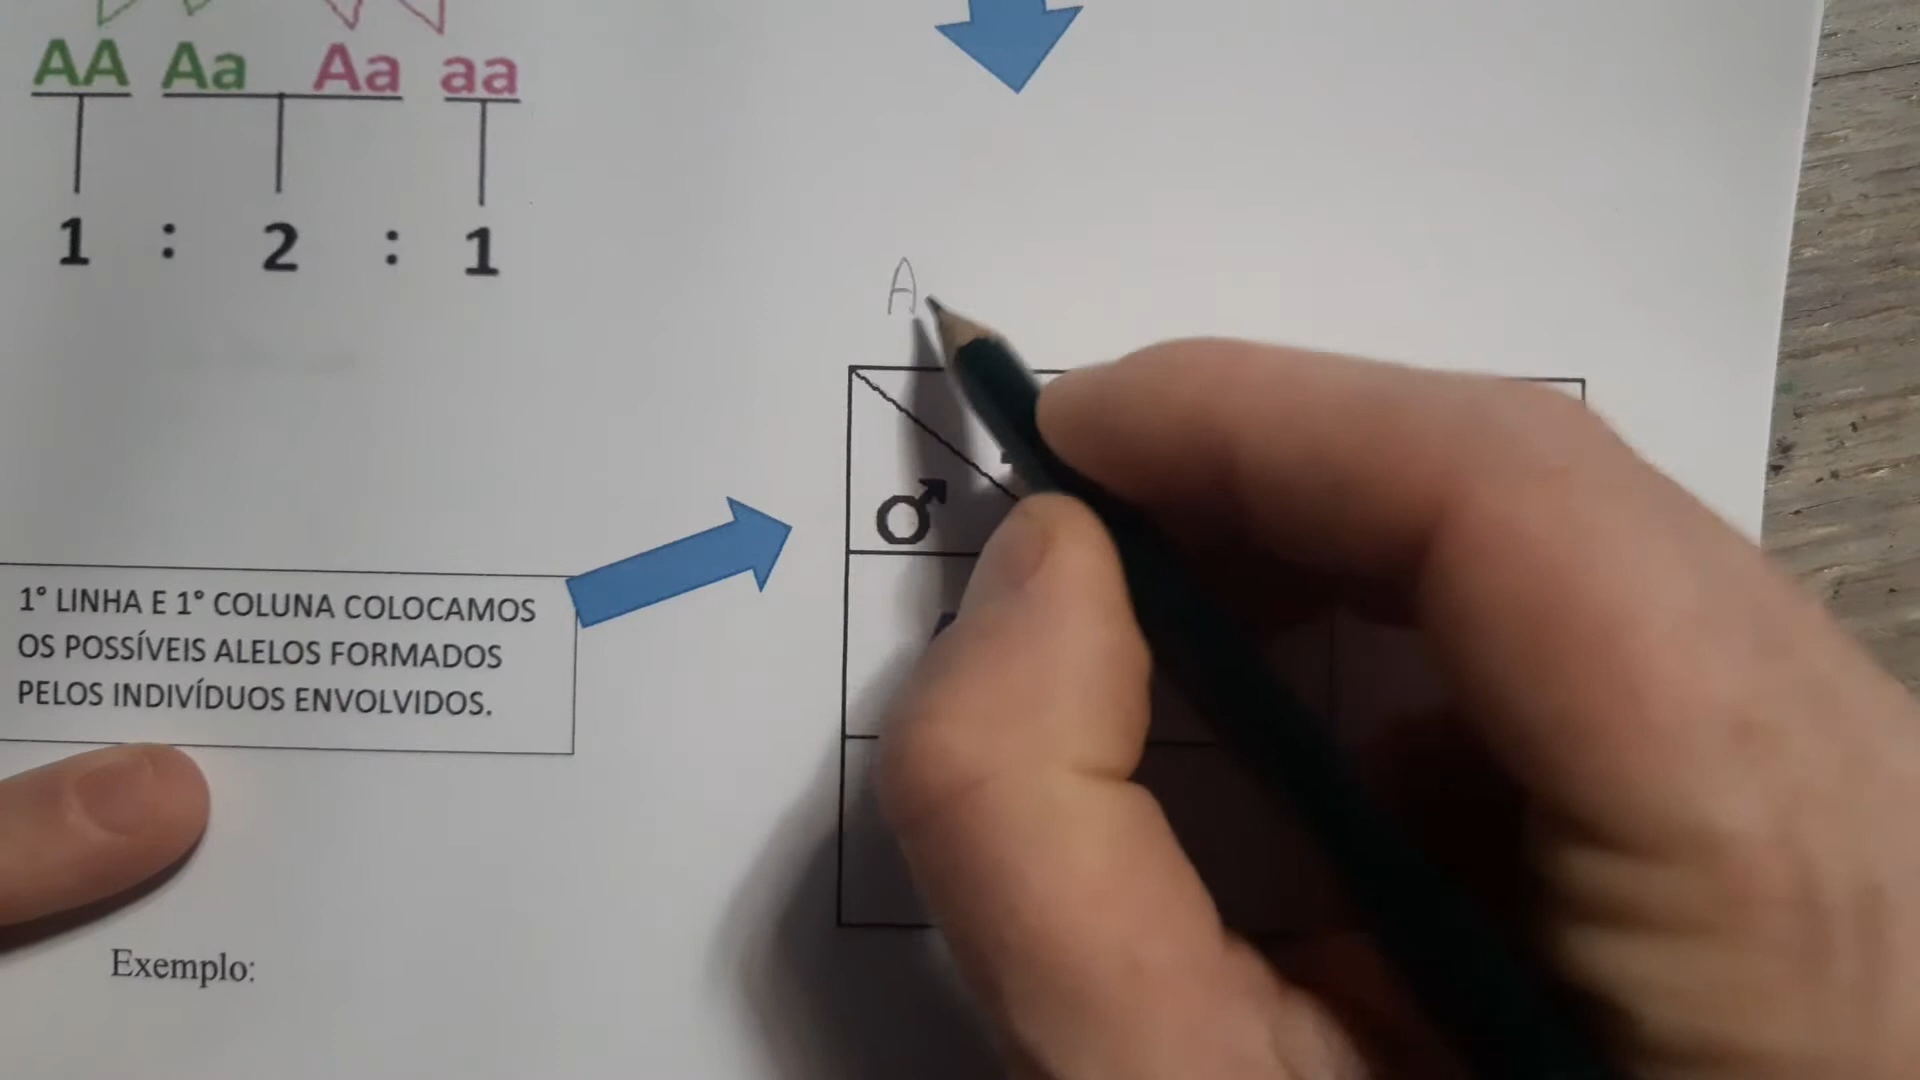 AA Aa Aa aa
1 : 2 : 1
A
1° LINHA E 1° COLUNA COLOCAMOS
OS POSSÍVEIS ALELOS FORMADOS
PELOS INDIVÍDUOS ENVOLVIDOS.
Exemplo: